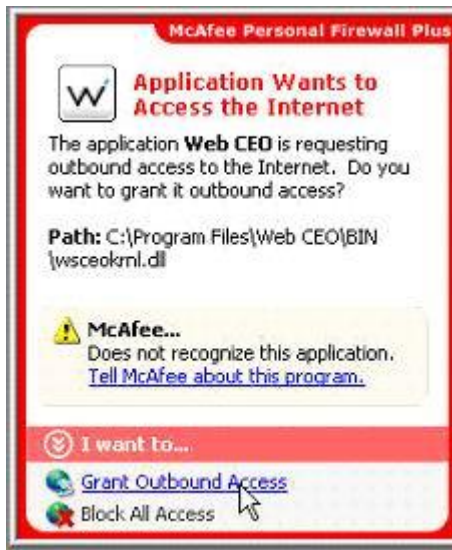 McAfee Personal Firewall Plus
Application Wants to
Access the Internet
The application Web CEO is requesting
outbound access to the Internet. Do you
want to grant it outbound access?
Path: C:\Program Files\Web CEO\BIN
\wsceokrnl.dll
McAfee...
Does not recognize this application.
Tell McAfee about this program.
I want to...
Grant Outbound Access
Block All Access